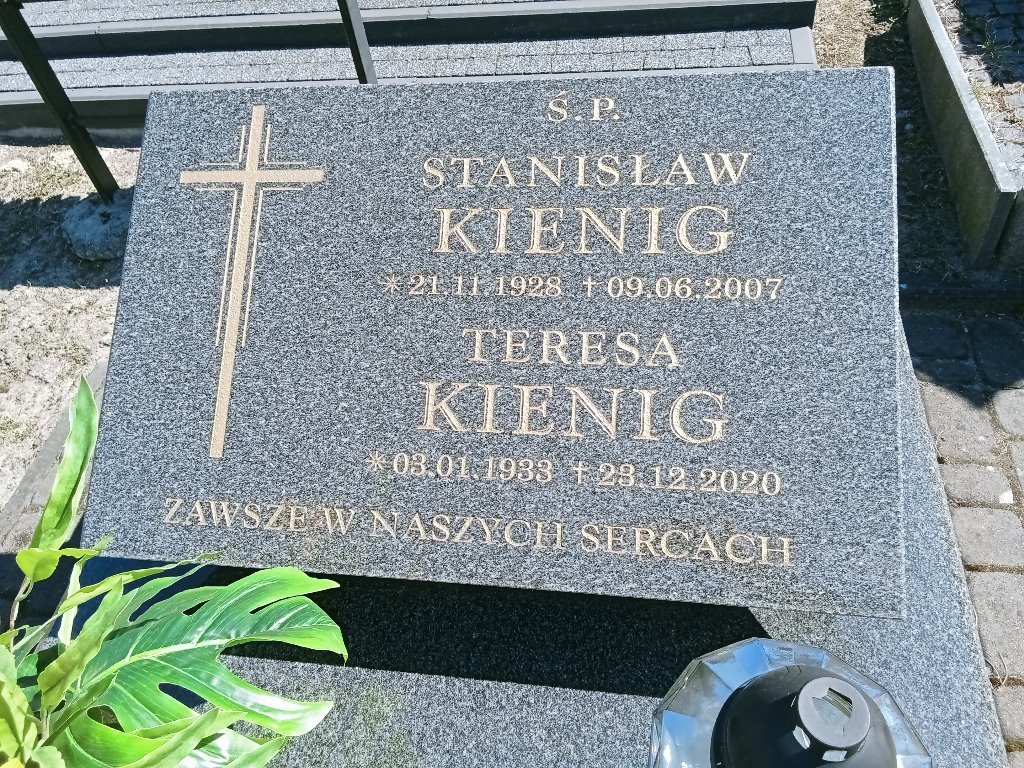 Ś.P.
STANISŁAW
KIENIG
*21.11.1928 †09.06.2007
TERESA
KIENIG
*03.01.1933 †23.12.2020
ZAWSZE W NASZYCH SERCACH